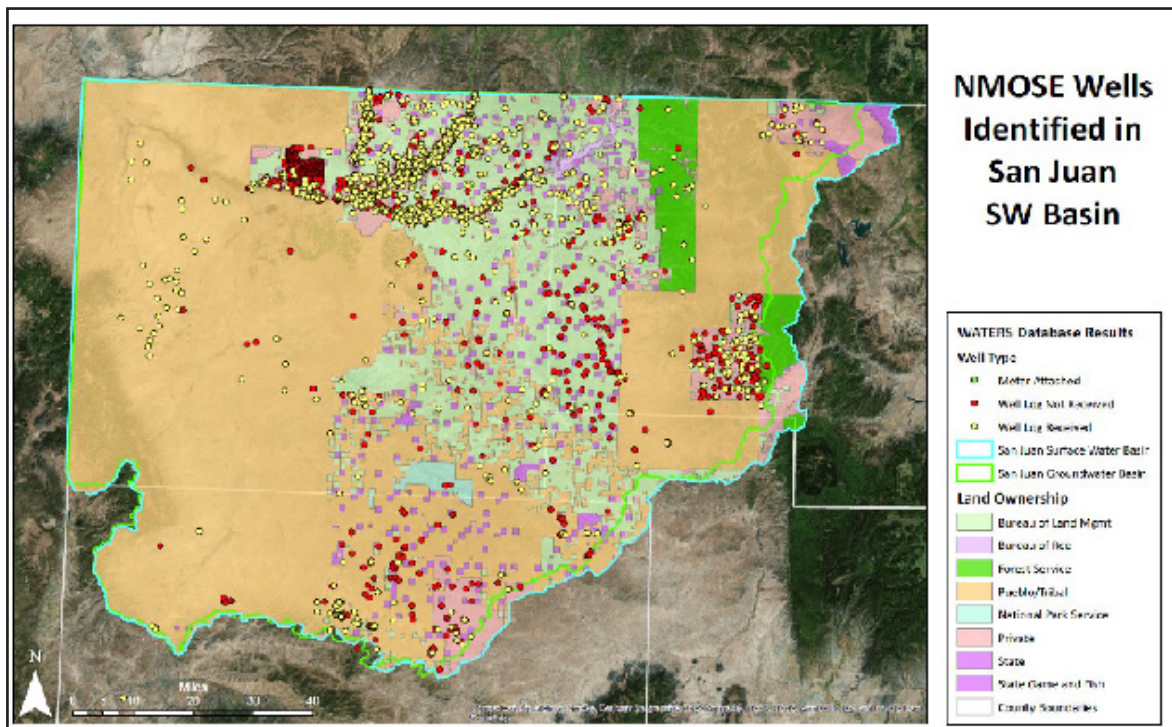 NMOSE Wells
Identified in
San Juan
SW Basin
WATERS Database Results
Well Type
Meter Attached
Well Log Not Received
Well Log Received
San Juan Surface Water Basin
San Juan Groundwater Basin
Land Ownership
Bureau of Land Mgmt
Bureau of Rec
Forest Service
Pueblo/Tribal
National Park Service
Private
State
State Game and Fish
County Boundaries
N
Miles
0 5 10 20 30 40